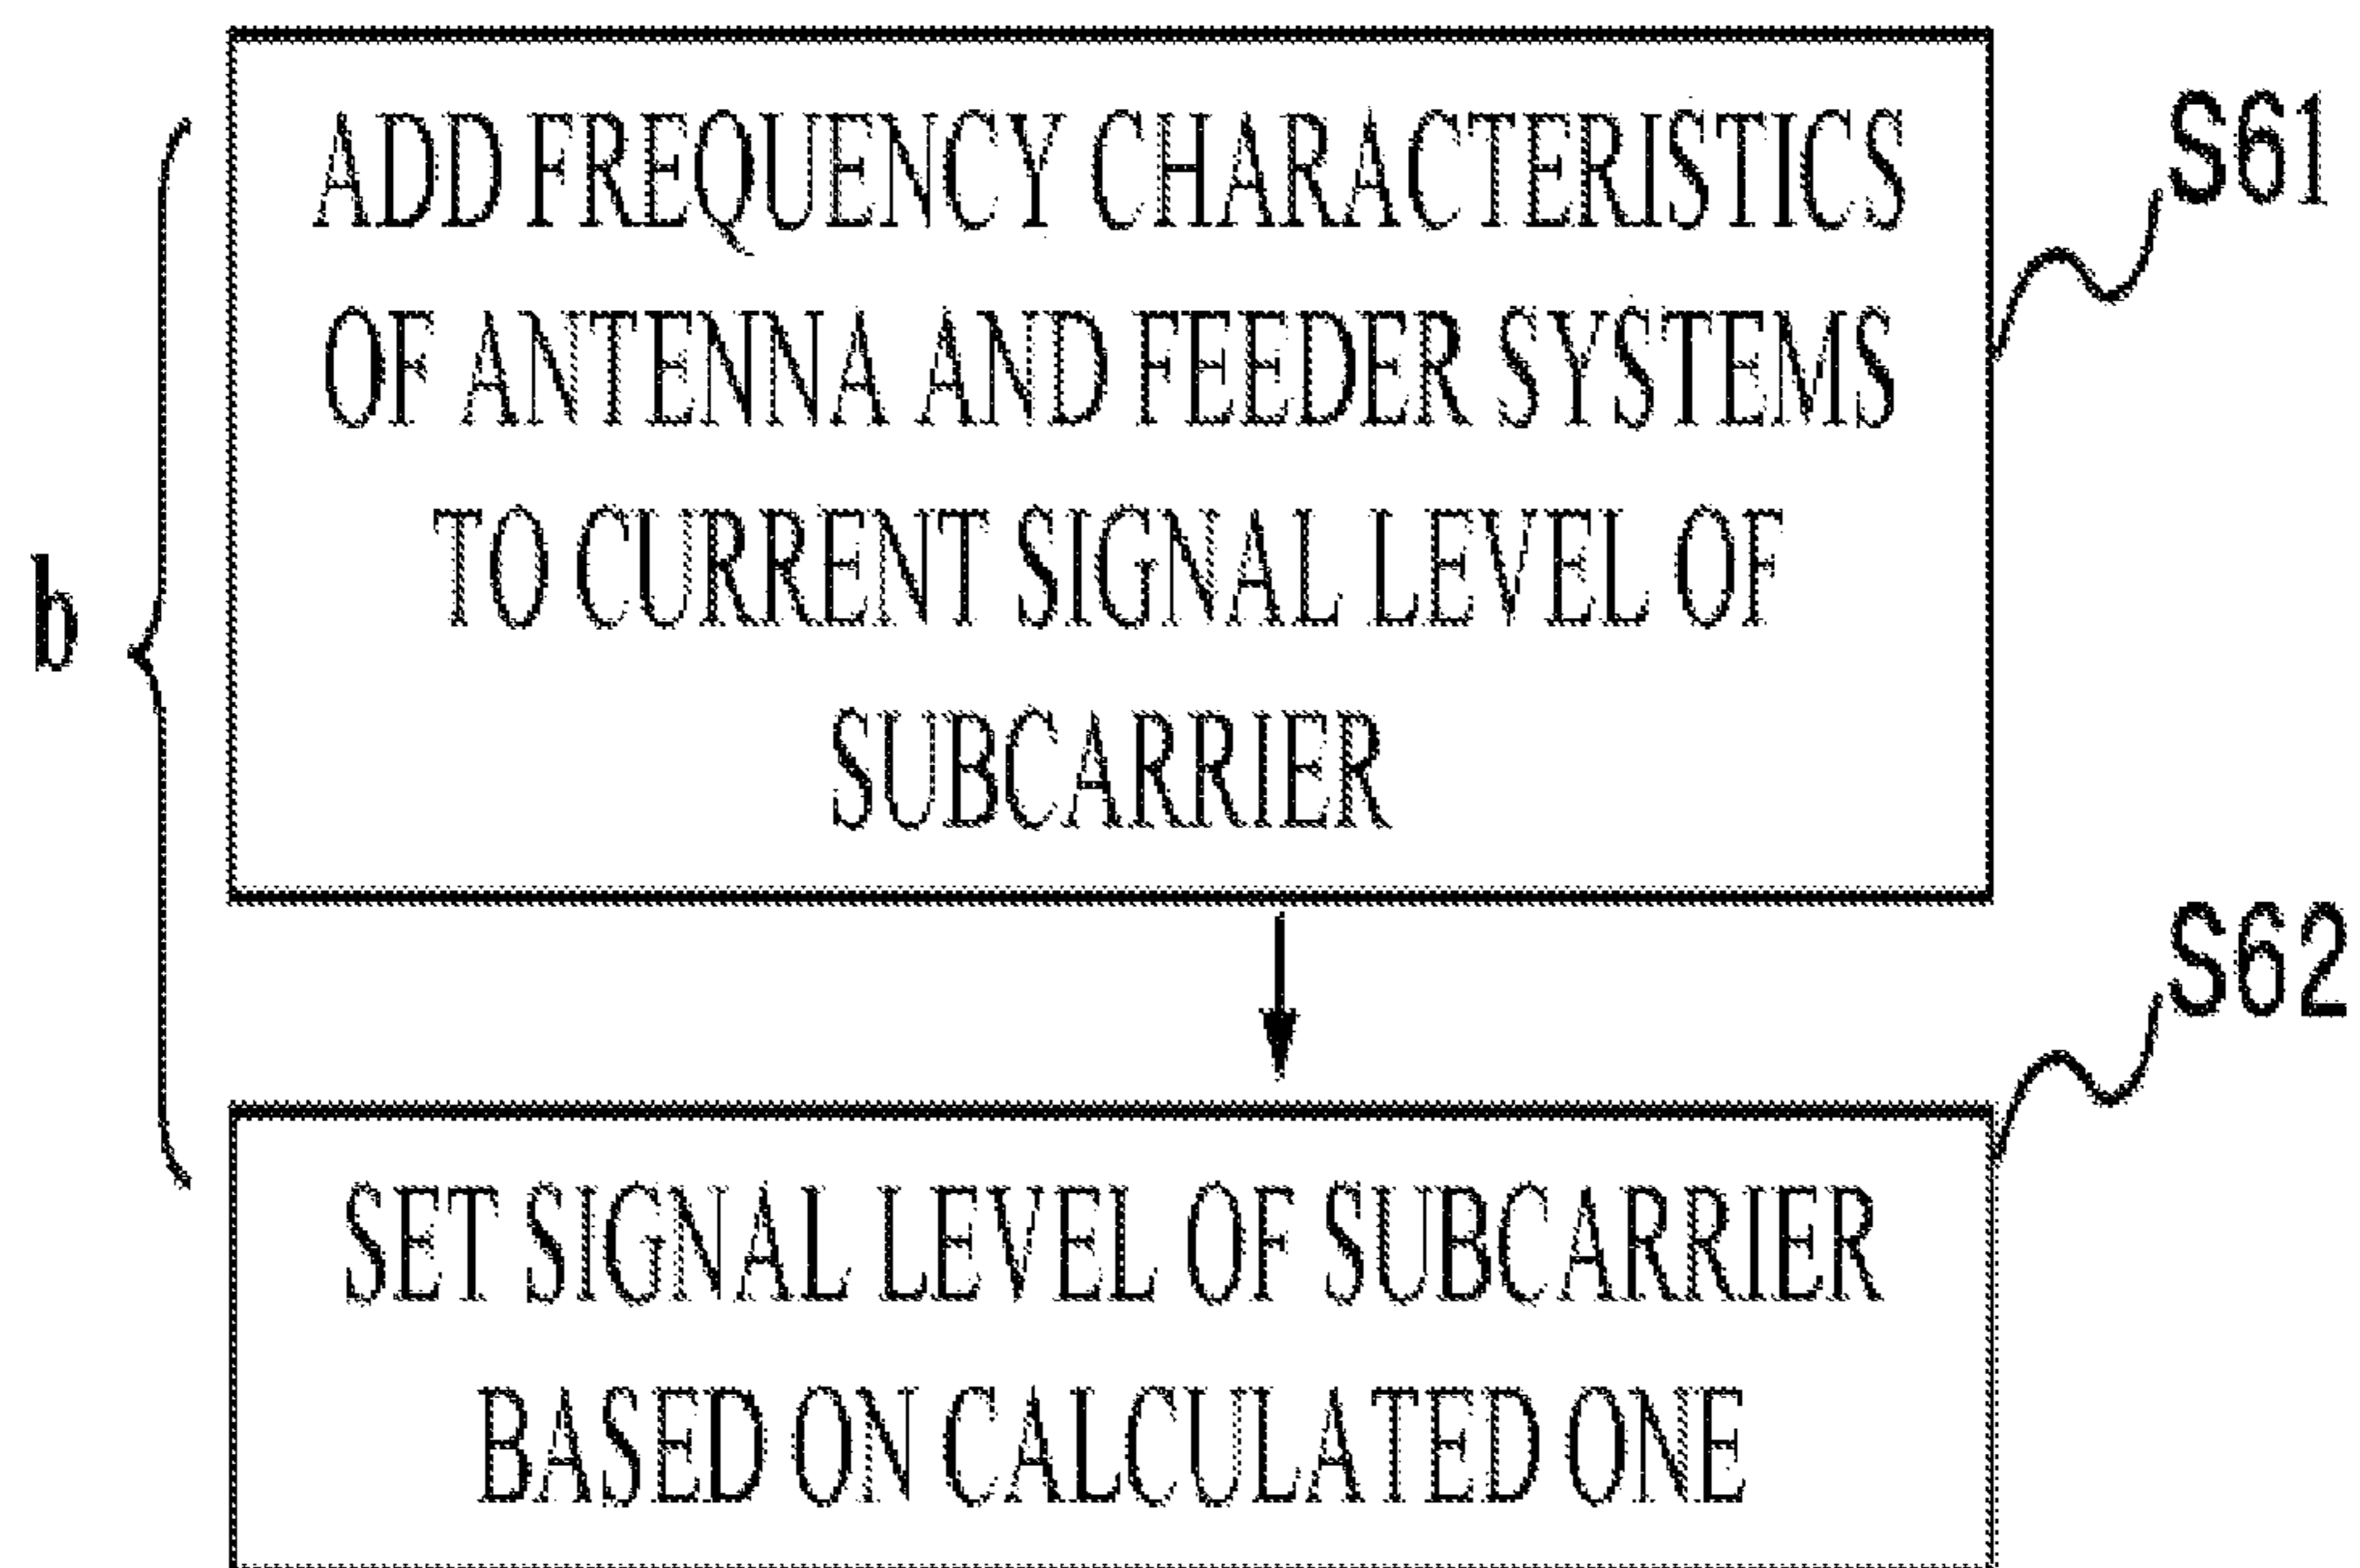 ADD FREQUENCY CHARACTERISTICS
OF ANTENNA AND FEEDER SYSTEMS
TO CURRENT SIGNAL LEVEL OF
SUBCARRIER
S61
b
S62
SET SIGNAL LEVEL OF SUBCARRIER
BASED ON CALCULATED ONE